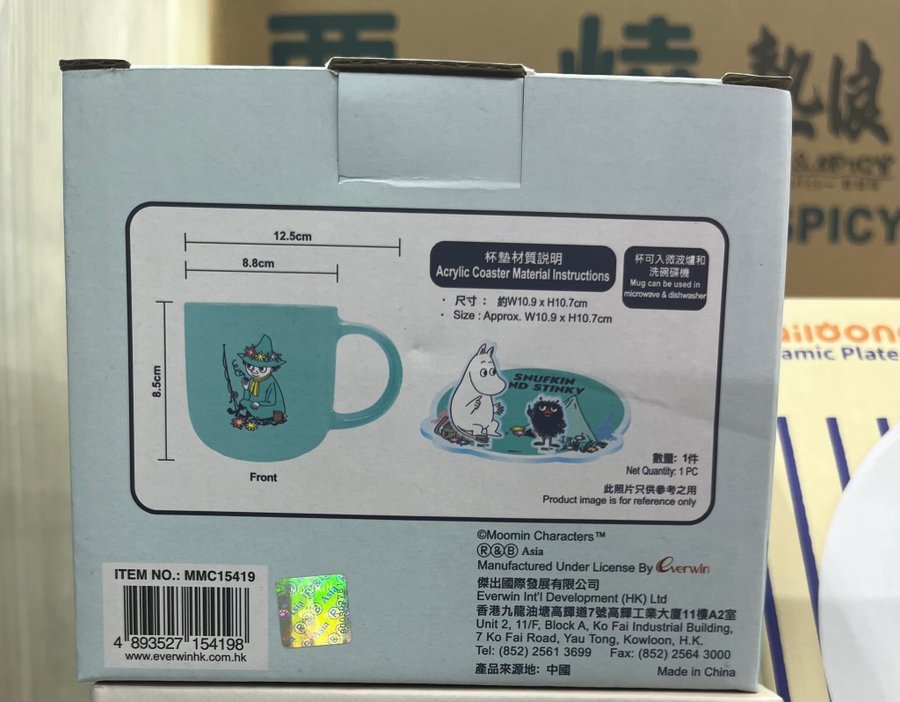 熱浪
& SPICY
SPICY
amic Plate
12.5cm
8.8cm
8.5cm
Front
杯墊材質説明
Acrylic Coaster Material Instructions
杯可入微波爐和
洗碗碟機
Mug can be used in
microwave & dishwasher
· 尺寸： 約W10.9 x H10.7cm
· Size : Approx. W10.9 x H10.7cm
SNUFKIN
AND STINKY
數量: 1件
Net Quantity: 1 PC
此照片只供參考之用
Product image is for reference only
©Moomin Characters™
R&B Asia
Manufactured Under License By Everwin
傑出國際發展有限公司
Everwin Int'l Development (HK) Ltd
香港九龍油塘高輝道7號高輝工業大廈11樓A2室
Unit 2, 11/F, Block A, Ko Fai Industrial Building,
7 Ko Fai Road, Yau Tong, Kowloon, H.K.
Tel: (852) 2561 3699 Fax: (852) 2564 3000
產品來源地: 中國 Made in China
ITEM NO.: MMC15419
4 893527 154198
www.everwinhk.com.hk
R&B Asia